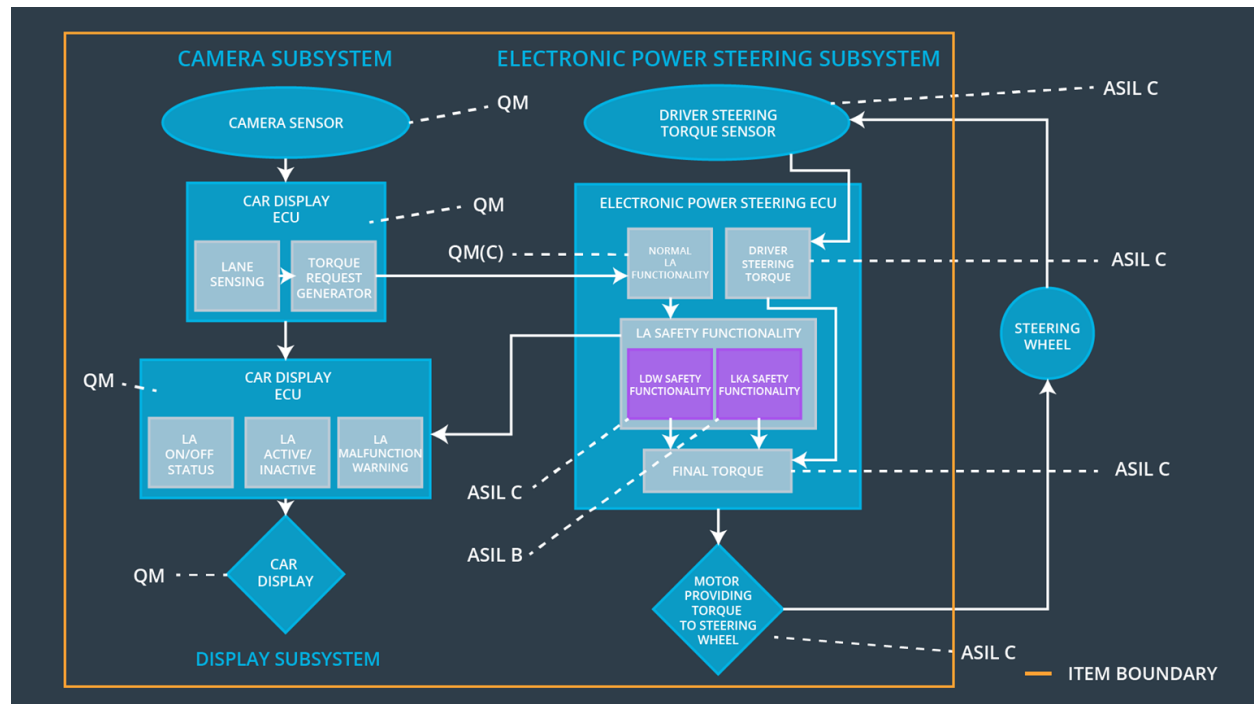 CAMERA SUBSYSTEM
ELECTRONIC POWER STEERING SUBSYSTEM
CAMERA SENSOR
QM
DRIVER STEERING
TORQUE SENSOR
ASIL C
CAR DISPLAY
ECU
QM
LANE
SENSING
TORQUE
REQUEST
GENERATOR
ELECTRONIC POWER STEERING ECU
QM(C)
NORMAL
LA
FUNCTIONALITY
DRIVER
STEERING
TORQUE
ASIL C
LA SAFETY FUNCTIONALITY
LDW SAFETY
FUNCTIONALITY
LKA SAFETY
FUNCTIONALITY
STEERING
WHEEL
QM
CAR DISPLAY
ECU
LA
ON/OFF
STATUS
LA
ACTIVE/
INACTIVE
LA
MALFUNCTION
WARNING
FINAL TORQUE
ASIL C
ASIL C
ASIL B
QM
CAR
DISPLAY
MOTOR
PROVIDING
TORQUE
TO STEERING
WHEEL
ASIL C
DISPLAY SUBSYSTEM
ITEM BOUNDARY